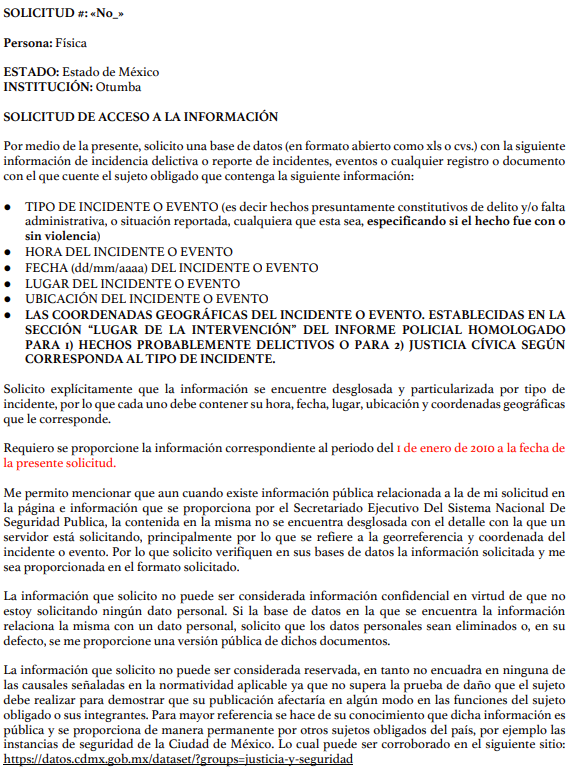 SOLICITUD #: «No_»
Persona: Física
ESTADO: Estado de México
INSTITUCIÓN: Otumba
SOLICITUD DE ACCESO A LA INFORMACIÓN
Por medio de la presente, solicito una base de datos (en formato abierto como xls o cvs.) con la siguiente
información de incidencia delictiva o reporte de incidentes, eventos o cualquier registro o documento
con el que cuente el sujeto obligado que contenga la siguiente información:
● TIPO DE INCIDENTE O EVENTO (es decir hechos presuntamente constitutivos de delito y/o falta
administrativa, o situación reportada, cualquiera que esta sea, especificando si el hecho fue con o
sin violencia)
● HORA DEL INCIDENTE O EVENTO
● FECHA (dd/mm/aaaa) DEL INCIDENTE O EVENTO
● LUGAR DEL INCIDENTE O EVENTO
● UBICACIÓN DEL INCIDENTE O EVENTO
● LAS COORDENADAS GEOGRÁFICAS DEL INCIDENTE O EVENTO. ESTABLECIDAS EN LA
SECCIÓN “LUGAR DE LA INTERVENCIÓN” DEL INFORME POLICIAL HOMOLOGADO
PARA 1) HECHOS PROBABLEMENTE DELICTIVOS O PARA 2) JUSTICIA CÍVICA SEGÚN
CORRESPONDA AL TIPO DE INCIDENTE.
Solicito explícitamente que la información se encuentre desglosada y particularizada por tipo de
incidente, por lo que cada uno debe contener su hora, fecha, lugar, ubicación y coordenadas geográficas
que le corresponde.
Requiero se proporcione la información correspondiente al periodo del 1 de enero de 2010 a la fecha de
la presente solicitud.
Me permito mencionar que aun cuando existe información pública relacionada a la de mi solicitud en
la página e información que se proporciona por el Secretariado Ejecutivo Del Sistema Nacional De
Seguridad Publica, la contenida en la misma no se encuentra desglosada con el detalle con la que un
servidor está solicitando, principalmente por lo que se refiere a la georreferencia y coordenada del
incidente o evento. Por lo que solicito verifiquen en sus bases de datos la información solicitada y me
sea proporcionada en el formato solicitado.
La información que solicito no puede ser considerada información confidencial en virtud de que no
estoy solicitando ningún dato personal. Si la base de datos en la que se encuentra la información
relaciona la misma con un dato personal, solicito que los datos personales sean eliminados o, en su
defecto, se me proporcione una versión pública de dichos documentos.
La información que solicito no puede ser considerada reservada, en tanto no encuadra en ninguna de
las causales señaladas en la normatividad aplicable ya que no supera la prueba de daño que el sujeto
debe realizar para demostrar que su publicación afectaría en algún modo en las funciones del sujeto
obligado o sus integrantes. Para mayor referencia se hace de su conocimiento que dicha información es
pública y se proporciona de manera permanente por otros sujetos obligados del país, por ejemplo las
instancias de seguridad de la Ciudad de México. Lo cual puede ser corroborado en el siguiente sitio:
https://datos.cdmx.gob.mx/dataset/?groups=justicia-y-seguridad